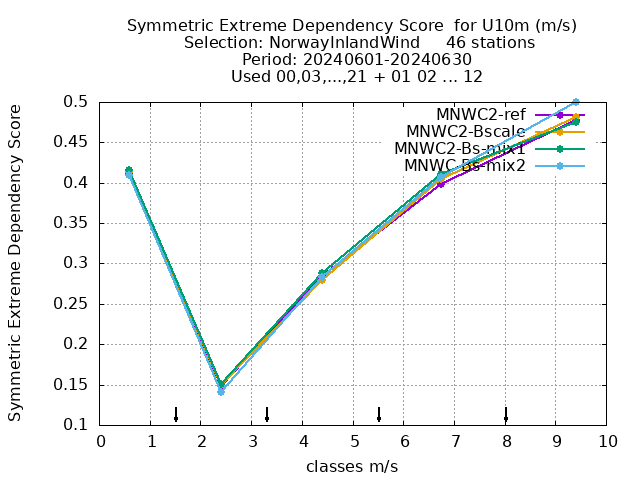 Symmetric Extreme Dependency Score  for U10m (m/s)
Selection: NorwayInlandWind     46 stations
Period: 20240601-20240630
Used 00,03,...,21 + 01 02 ... 12
Symmetric Extreme Dependency Score
0.5
0.45
0.4
0.35
0.3
0.25
0.2
0.15
0.1
MNWC2-ref
MNWC2-Bscale
MNWC2-Bs-mix1
MNWC-Bs-mix2
0 1 2 3 4 5 6 7 8 9 10
classes m/s